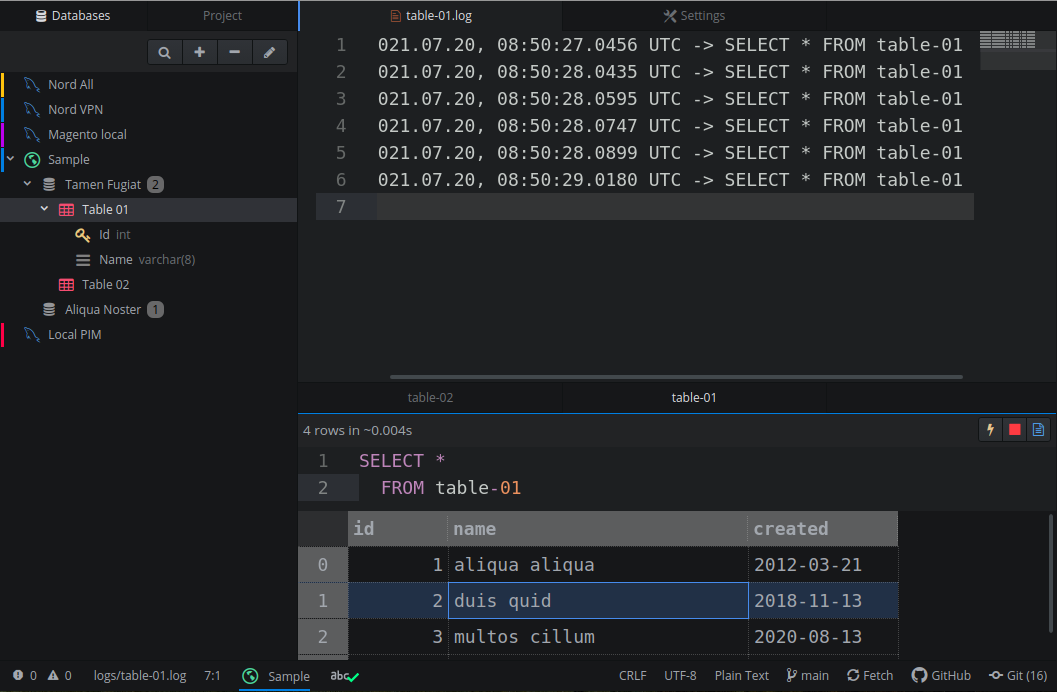 Databases
Project
table-01.log
Settings
Nord All
Nord VPN
Magento local
Sample
Tamen Fugiat 2
Table 01
Id int
Name varchar(8)
Table 02
Aliqua Noster 1
Local PIM
1 021.07.20, 08:50:27.0456 UTC -> SELECT * FROM table-01
2 021.07.20, 08:50:28.0435 UTC -> SELECT * FROM table-01
3 021.07.20, 08:50:28.0595 UTC -> SELECT * FROM table-01
4 021.07.20, 08:50:28.0747 UTC -> SELECT * FROM table-01
5 021.07.20, 08:50:28.0899 UTC -> SELECT * FROM table-01
6 021.07.20, 08:50:29.0180 UTC -> SELECT * FROM table-01
7
table-02
table-01
4 rows in ~0.004s
1 SELECT *
2 FROM table-01
id name created
0 1 aliqua aliqua 2012-03-21
1 2 duis quid 2018-11-13
2 3 multos cillum 2020-08-13
0 0 logs/table-01.log 7:1 Sample abc CRLF UTF-8 Plain Text main Fetch GitHub Git (16)